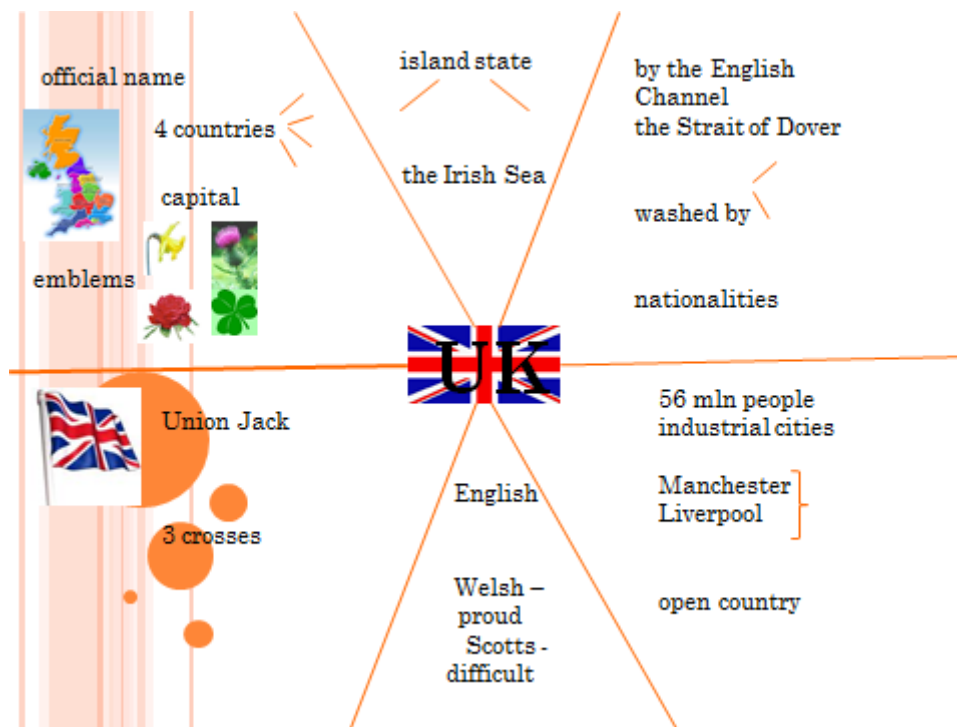 official name
4 countries
capital
emblems
island state
the Irish Sea
by the English
Channel
the Strait of Dover
washed by
nationalities
UK
Union Jack
3 crosses
English
Welsh –
proud
Scotts -
difficult
56 mln people
industrial cities
Manchester
Liverpool
open country